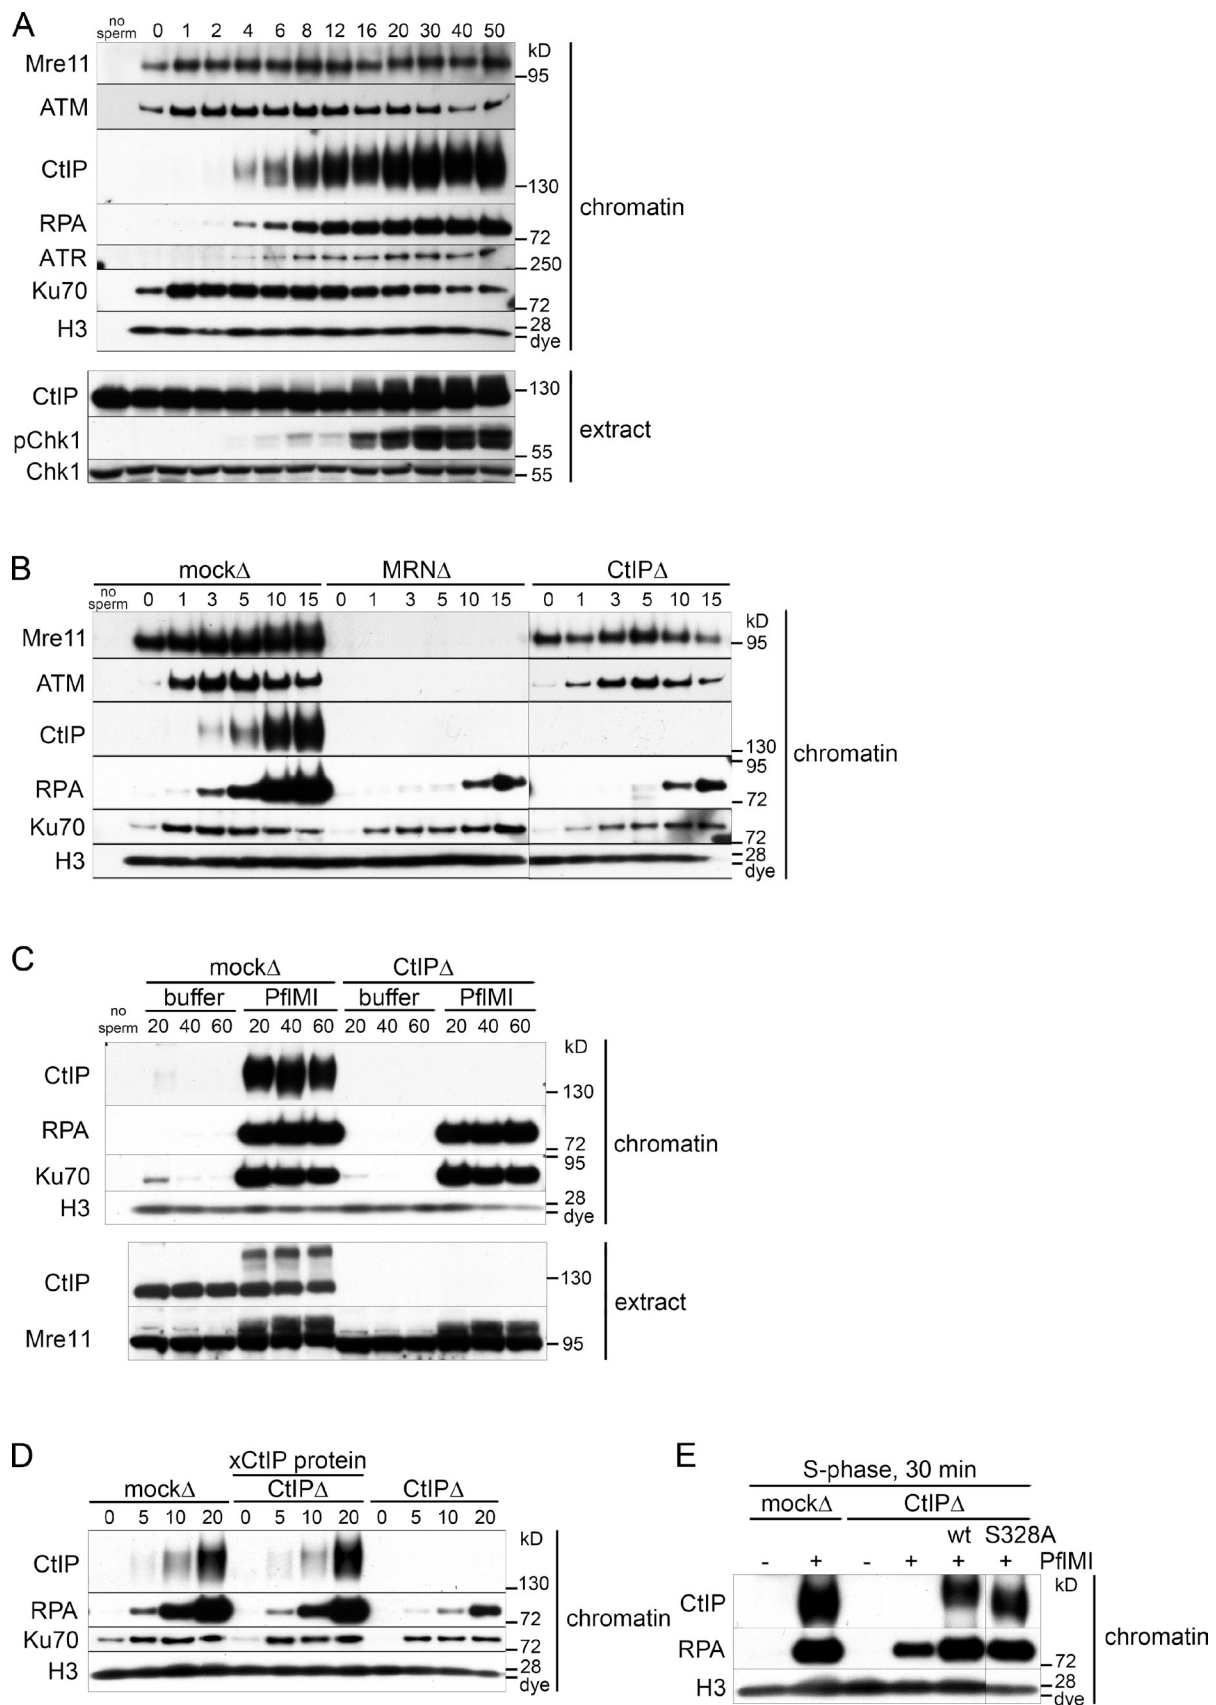 A
no
sperm 0 1 2 4 6 8 12 16 20 30 40 50
kD
Mre11
95
ATM
CtIP
130
chromatin
RPA
72
ATR
250
Ku70
72
H3
28
dye
CtIP
130
pChk1
55
extract
Chk1
55
B
mockΔ MRNΔ CtIPΔ
no
sperm 0 1 3 5 10 15 0 1 3 5 10 15 0 1 3 5 10 15
kD
Mre11
95
ATM
CtIP
130
chromatin
95
RPA
72
Ku70
72
H3
28
dye
C
mockΔ CtIPΔ
buffer PflMI buffer PflMI
no
sperm 20 40 60 20 40 60 20 40 60 20 40 60
kD
CtIP
130
RPA
72
chromatin
95
Ku70
28
H3
dye
CtIP
130
extract
Mre11
95
D
xCtIP protein
mockΔ CtIPΔ CtIPΔ
0 5 10 20 0 5 10 20 0 5 10 20
kD
CtIP
130
RPA
72
chromatin
Ku70
72
H3
28
dye
E
S-phase, 30 min
mockΔ CtIPΔ
wt S328A
- + - + + + PflMI
kD
CtIP
chromatin
RPA
72
H3
28
dye